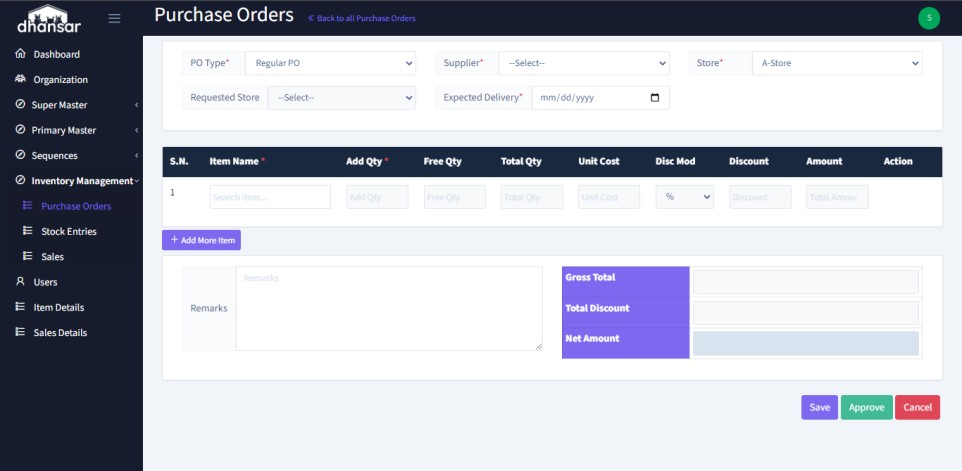 dhansar
Purchase Orders « Back to all Purchase Orders S
Dashboard
Organization
Super Master
Primary Master
Sequences
Inventory Management
Purchase Orders
Stock Entries
Sales
Users
Item Details
Sales Details
PO Type* Regular PO Supplier* --Select-- Store* A-Store
Requested Store --Select-- Expected Delivery* mm/dd/yyyy
S.N. Item Name * Add Qty * Free Qty Total Qty Unit Cost Disc Mod Discount Amount Action
1 Search Item... Add Qty Free Qty Total Qty Unit Cost % Discount Total Amoun
+ Add More Item
Remarks Remarks
Gross Total
Total Discount
Net Amount
Save Approve Cancel